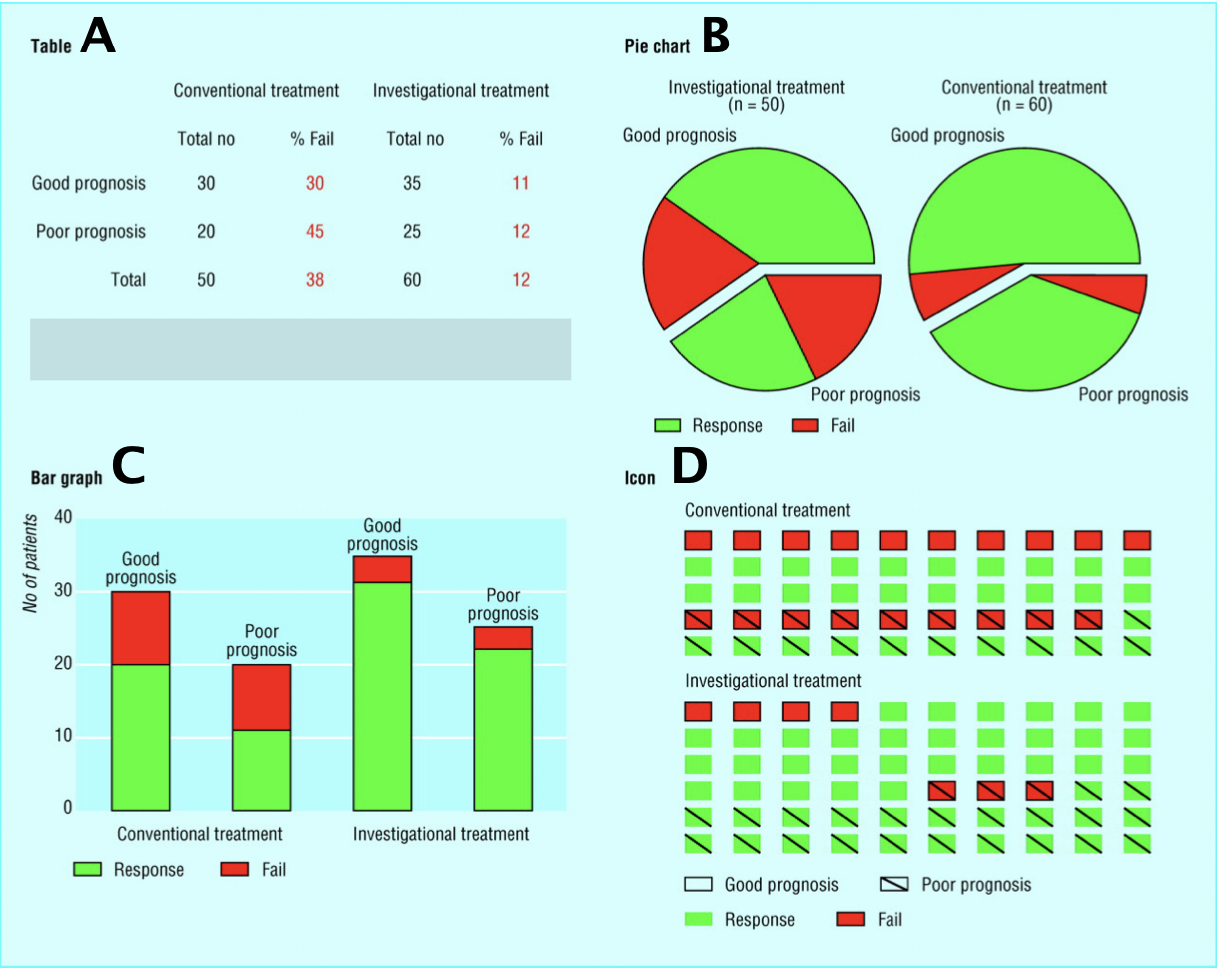 Table A
Conventional treatment Investigational treatment
Total no % Fail Total no % Fail
Good prognosis 30 30 35 11
Poor prognosis 20 45 25 12
Total 50 38 60 12
Pie chart B
Investigational treatment
(n = 50)
Conventional treatment
(n = 60)
Good prognosis
Good prognosis
Poor prognosis
Poor prognosis
Response Fail
Bar graph C
No of patients
40
30
20
10
0
Good
prognosis
Poor
prognosis
Good
prognosis
Poor
prognosis
Conventional treatment Investigational treatment
Response Fail
Icon D
Conventional treatment
Investigational treatment
Good prognosis Poor prognosis
Response Fail